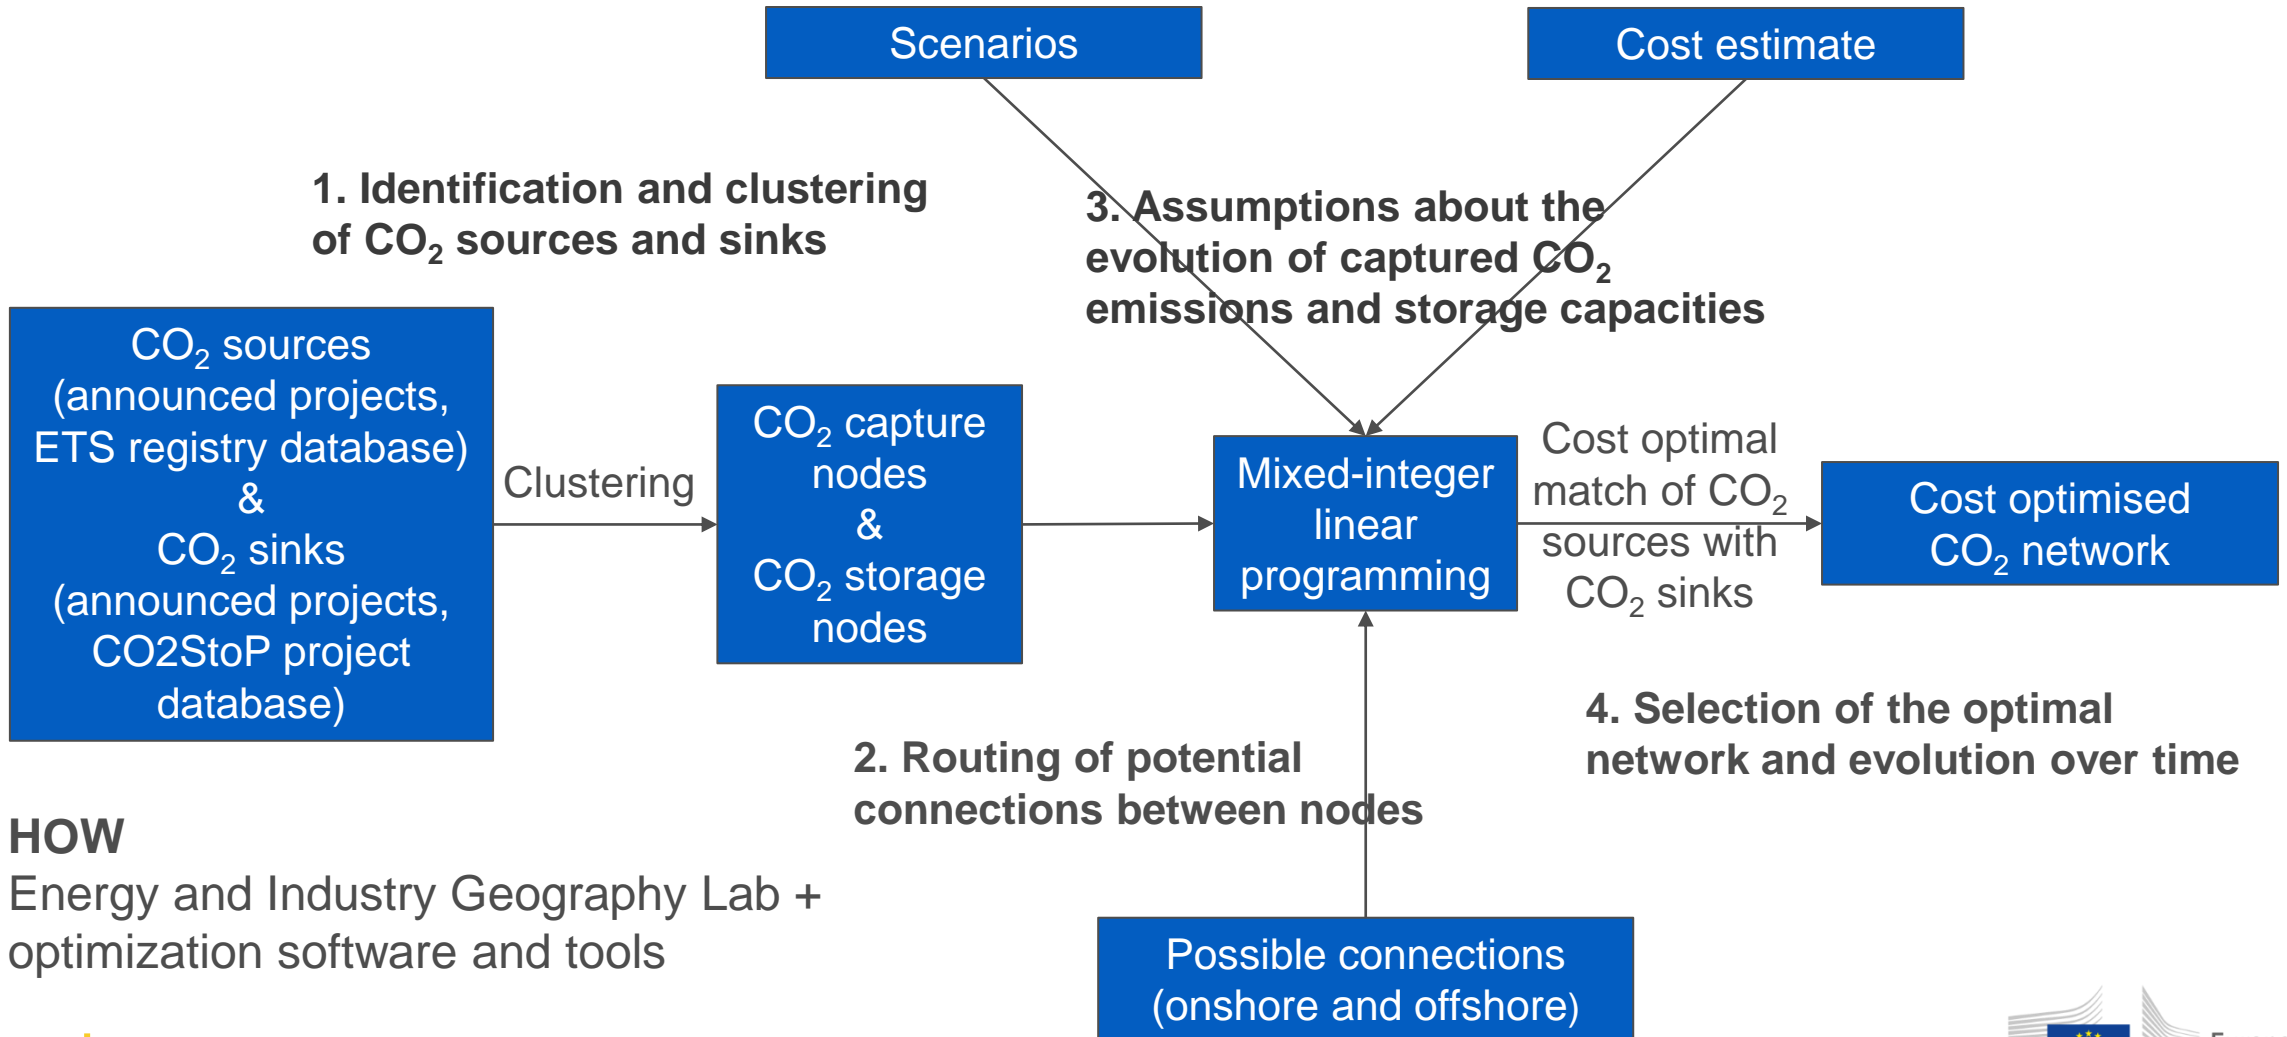 Scenarios
Cost estimate
1. Identification and clustering
of CO₂ sources and sinks
3. Assumptions about the
evolution of captured CO₂
emissions and storage capacities
CO₂ sources
(announced projects,
ETS registry database)
&
CO₂ sinks
(announced projects,
CO2StoP project
database)
Clustering
CO₂ capture
nodes
&
CO₂ storage
nodes
Mixed-integer
linear
programming
Cost optimal
match of CO₂
sources with
CO₂ sinks
Cost optimised
CO₂ network
2. Routing of potential
connections between nodes
4. Selection of the optimal
network and evolution over time
HOW
Energy and Industry Geography Lab +
optimization software and tools
Possible connections
(onshore and offshore)